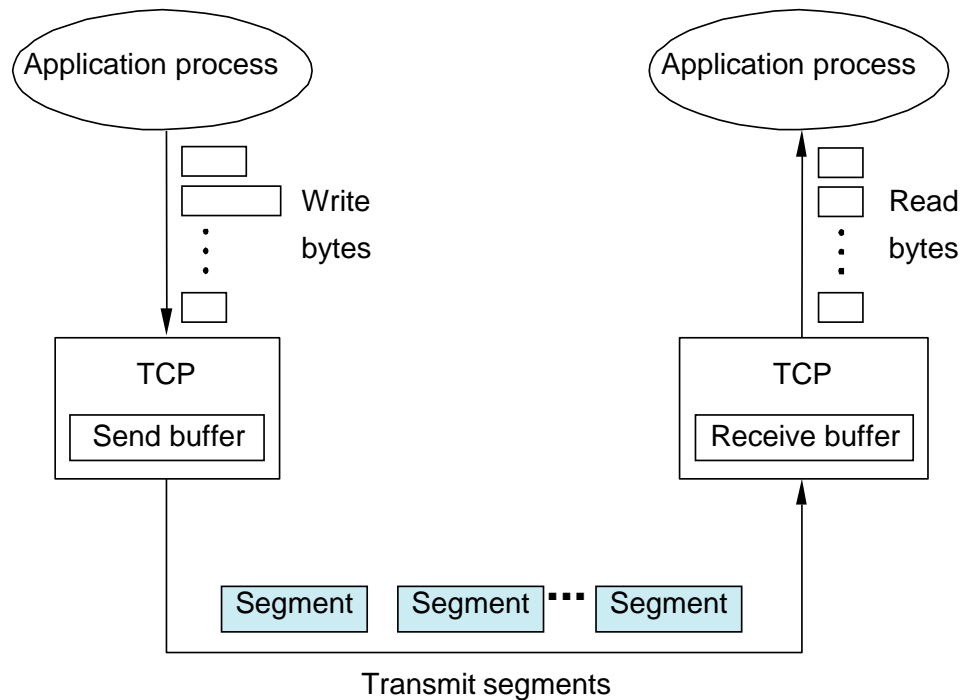 Application process
Application process
Write
bytes
Read
bytes
TCP
Send buffer
TCP
Receive buffer
Segment
Segment
Segment
Transmit segments